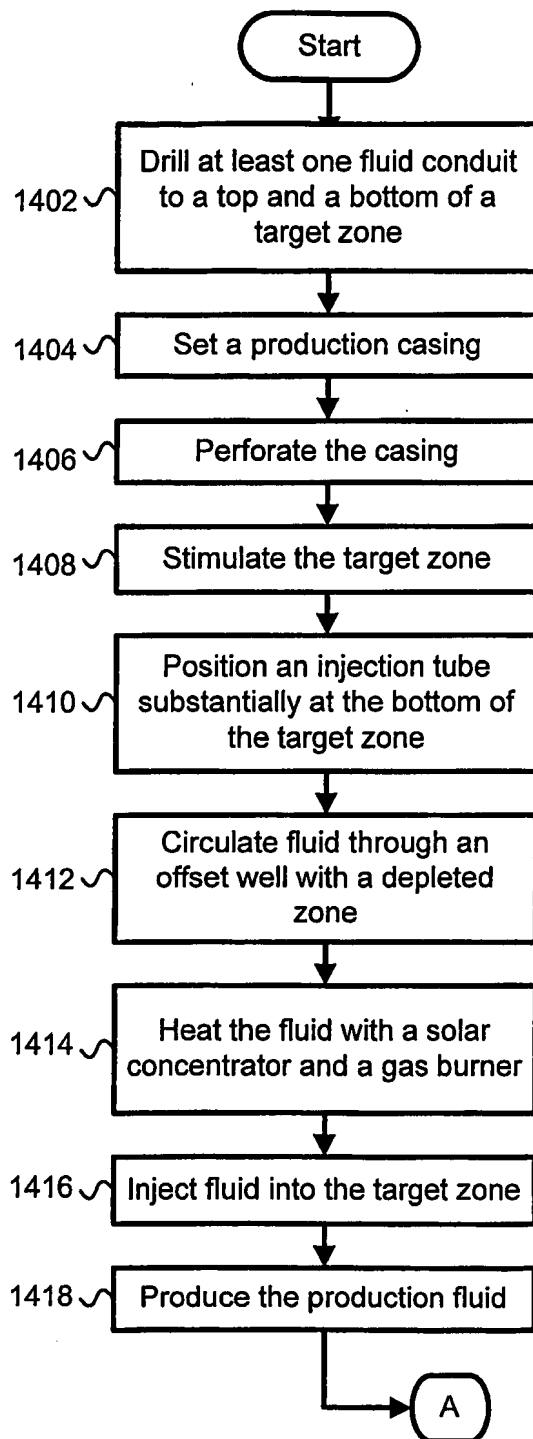 Start
1402
Drill at least one fluid conduit
to a top and a bottom of a
target zone
1404
Set a production casing
1406
Perforate the casing
1408
Stimulate the target zone
1410
Position an injection tube
substantially at the bottom of
the target zone
1412
Circulate fluid through an
offset well with a depleted
zone
1414
Heat the fluid with a solar
concentrator and a gas burner
1416
Inject fluid into the target zone
1418
Produce the production fluid
A